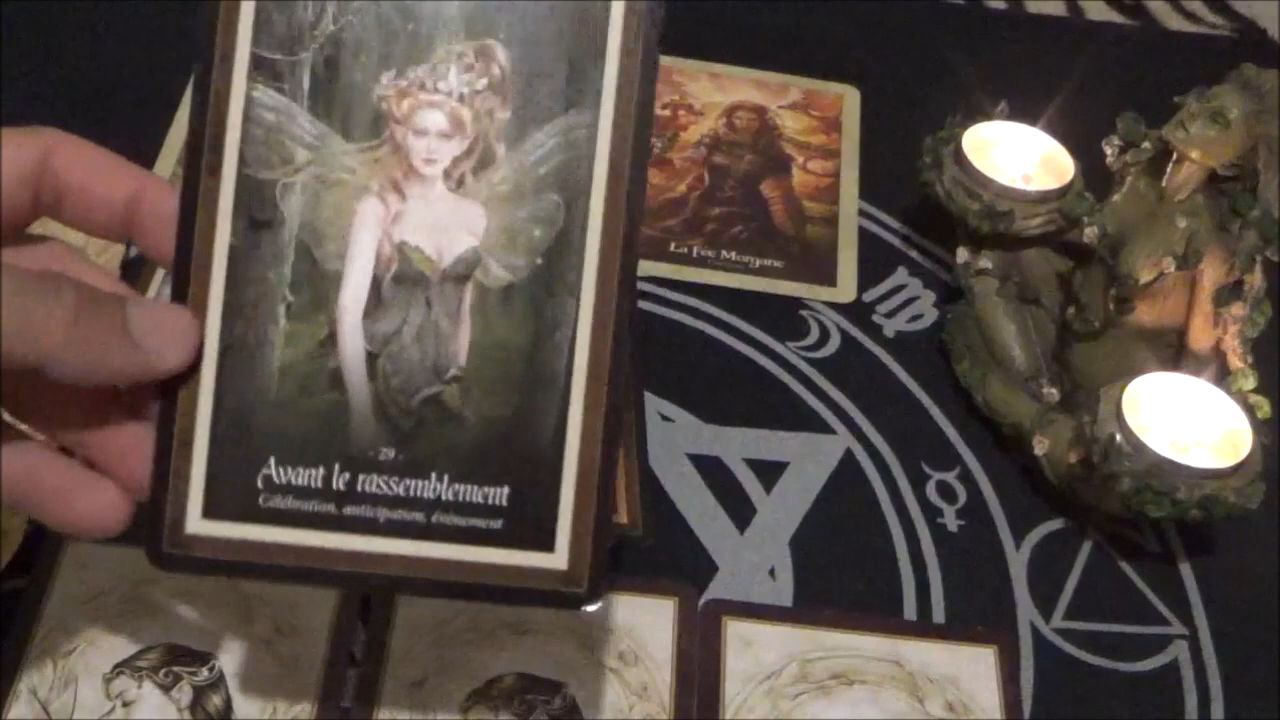 - 29 -
Avant le rassemblement
Célébration, anticipation, événement
La Fée Morgane